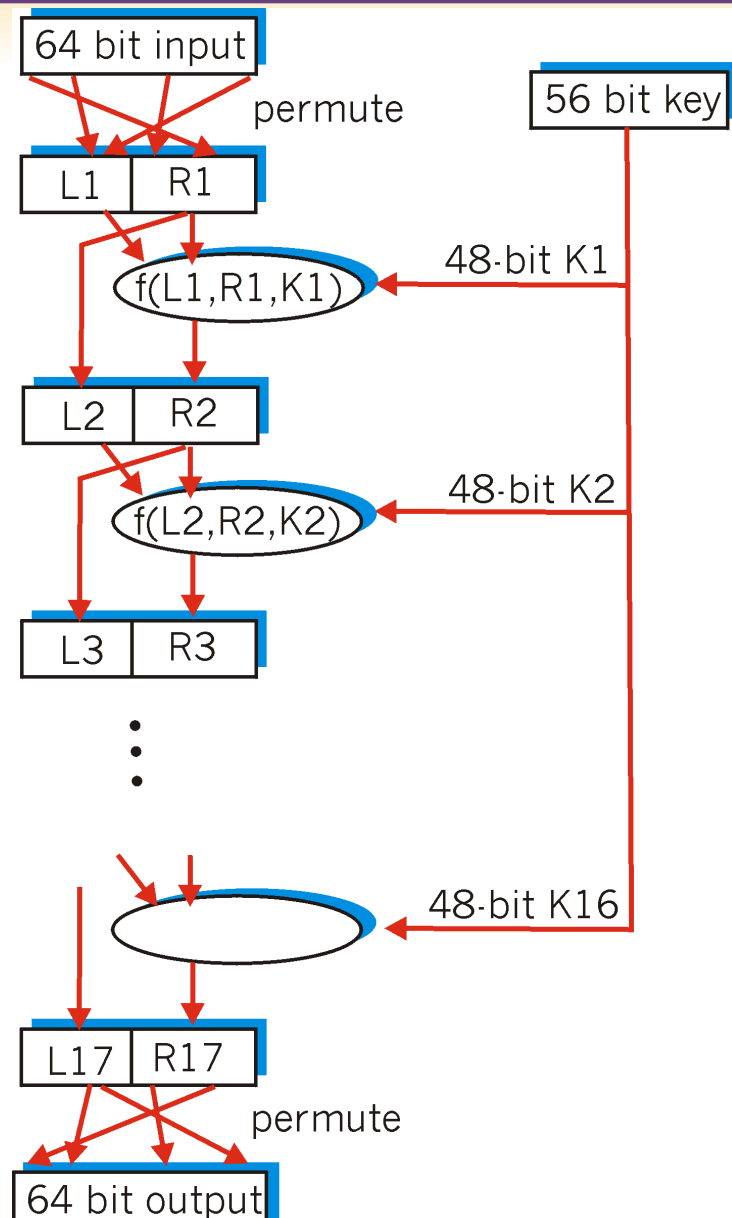 64 bit input
permute
56 bit key
L1 R1
48-bit K1
f(L1,R1,K1)
L2 R2
48-bit K2
f(L2,R2,K2)
L3 R3
48-bit K16
L17 R17
permute
64 bit output